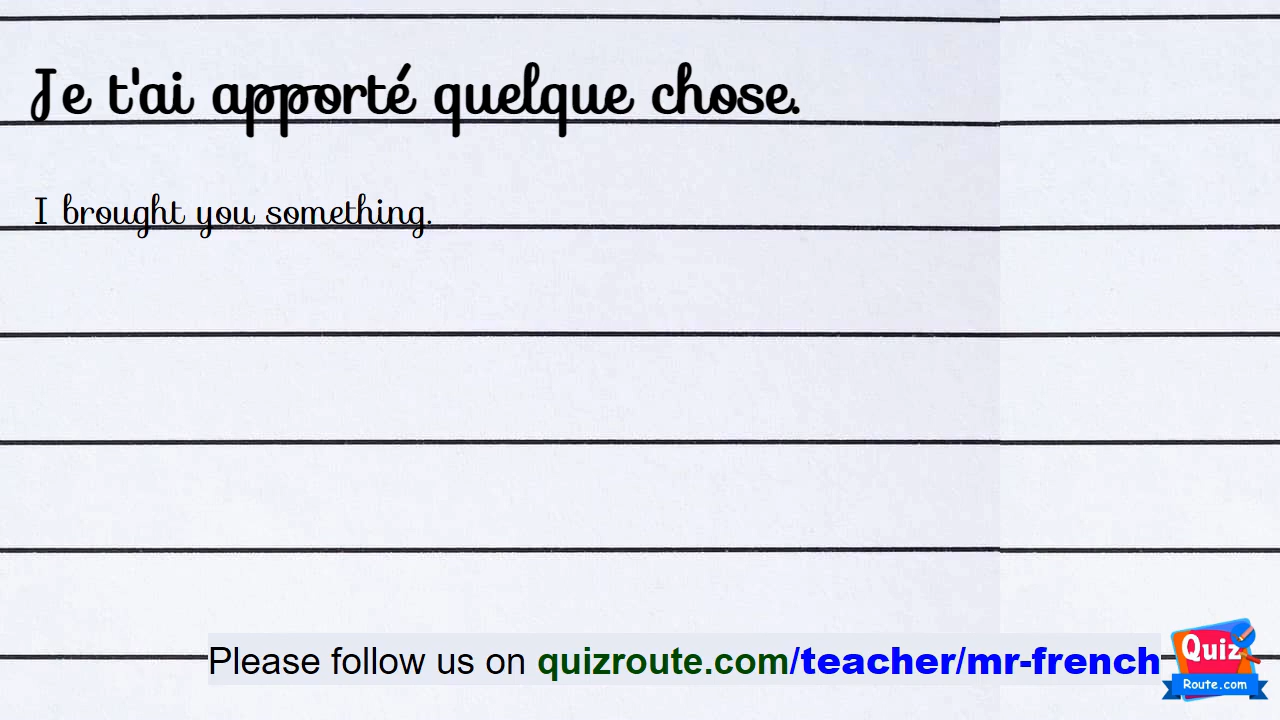 Je t'ai apporté quelque chose.
I brought you something.
Please follow us on quizroute.com/teacher/mr-french
Quiz
Route.com